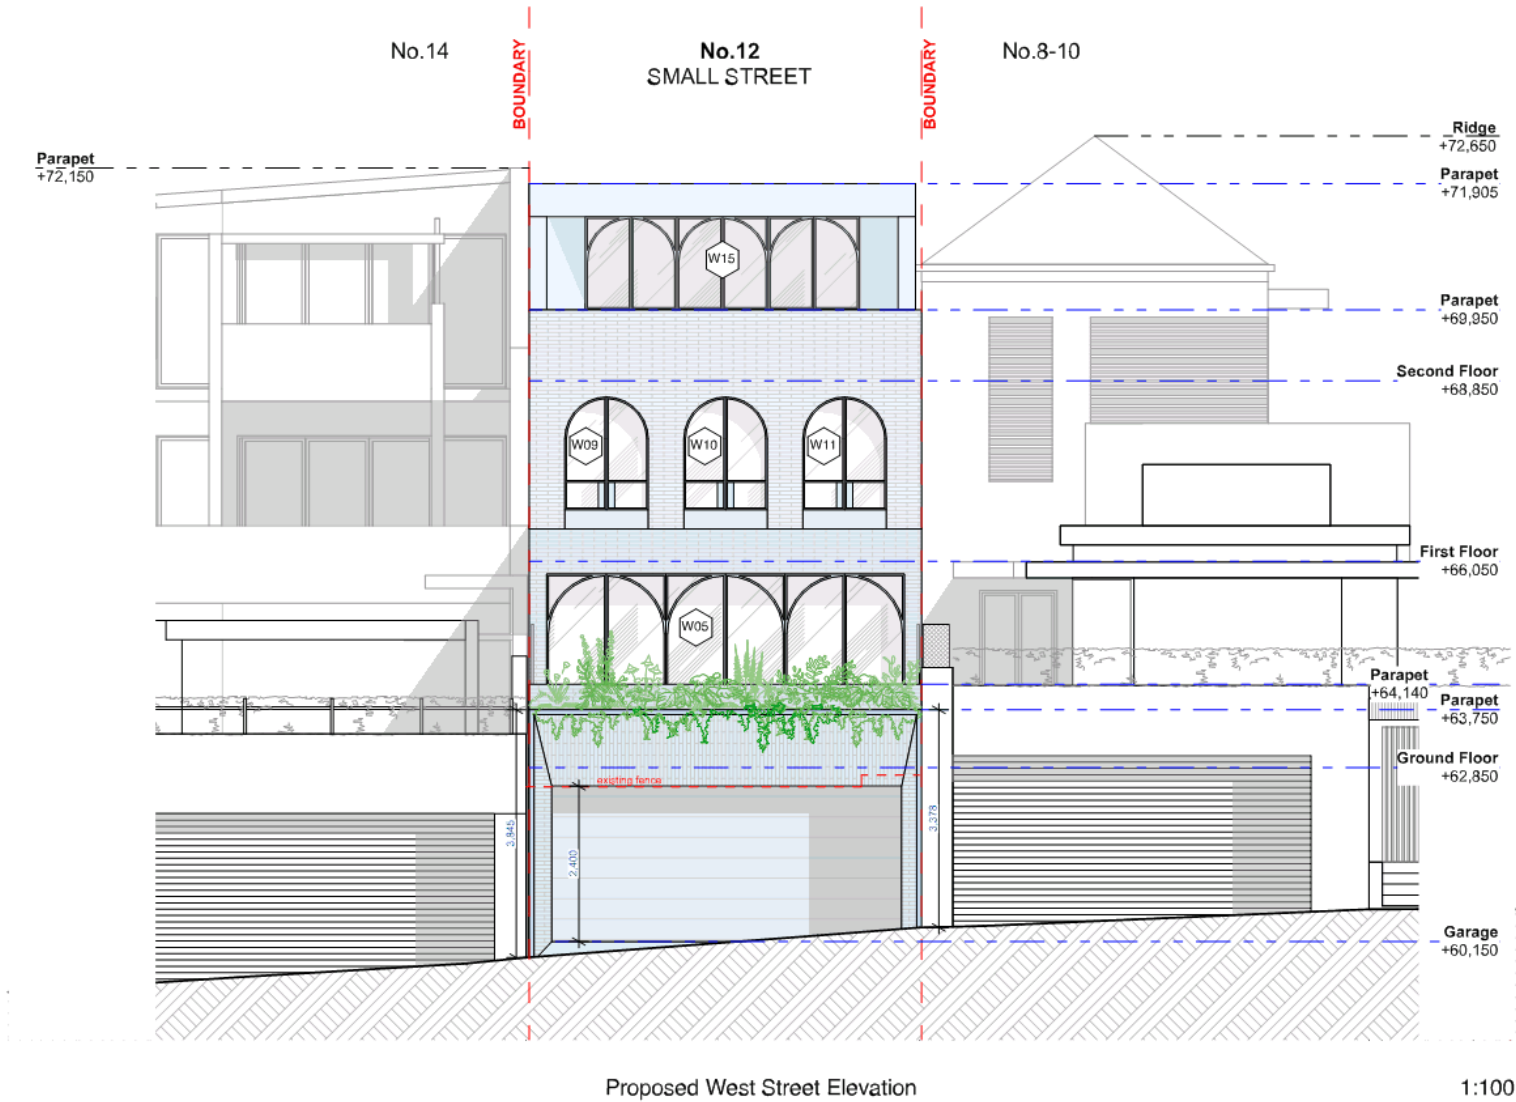 No.14
No.12
SMALL STREET
No.8-10
BOUNDARY
BOUNDARY
Ridge
+72,650
Parapet
+72,150
Parapet
+71,905
W15
Parapet
+69,950
Second Floor
+68,850
W09
W10
W11
First Floor
+66,050
W05
Parapet
+64,140
Parapet
+63,750
Ground Floor
+62,850
existing fence
3,845
2,400
3,378
Garage
+60,150
Proposed West Street Elevation
1:100